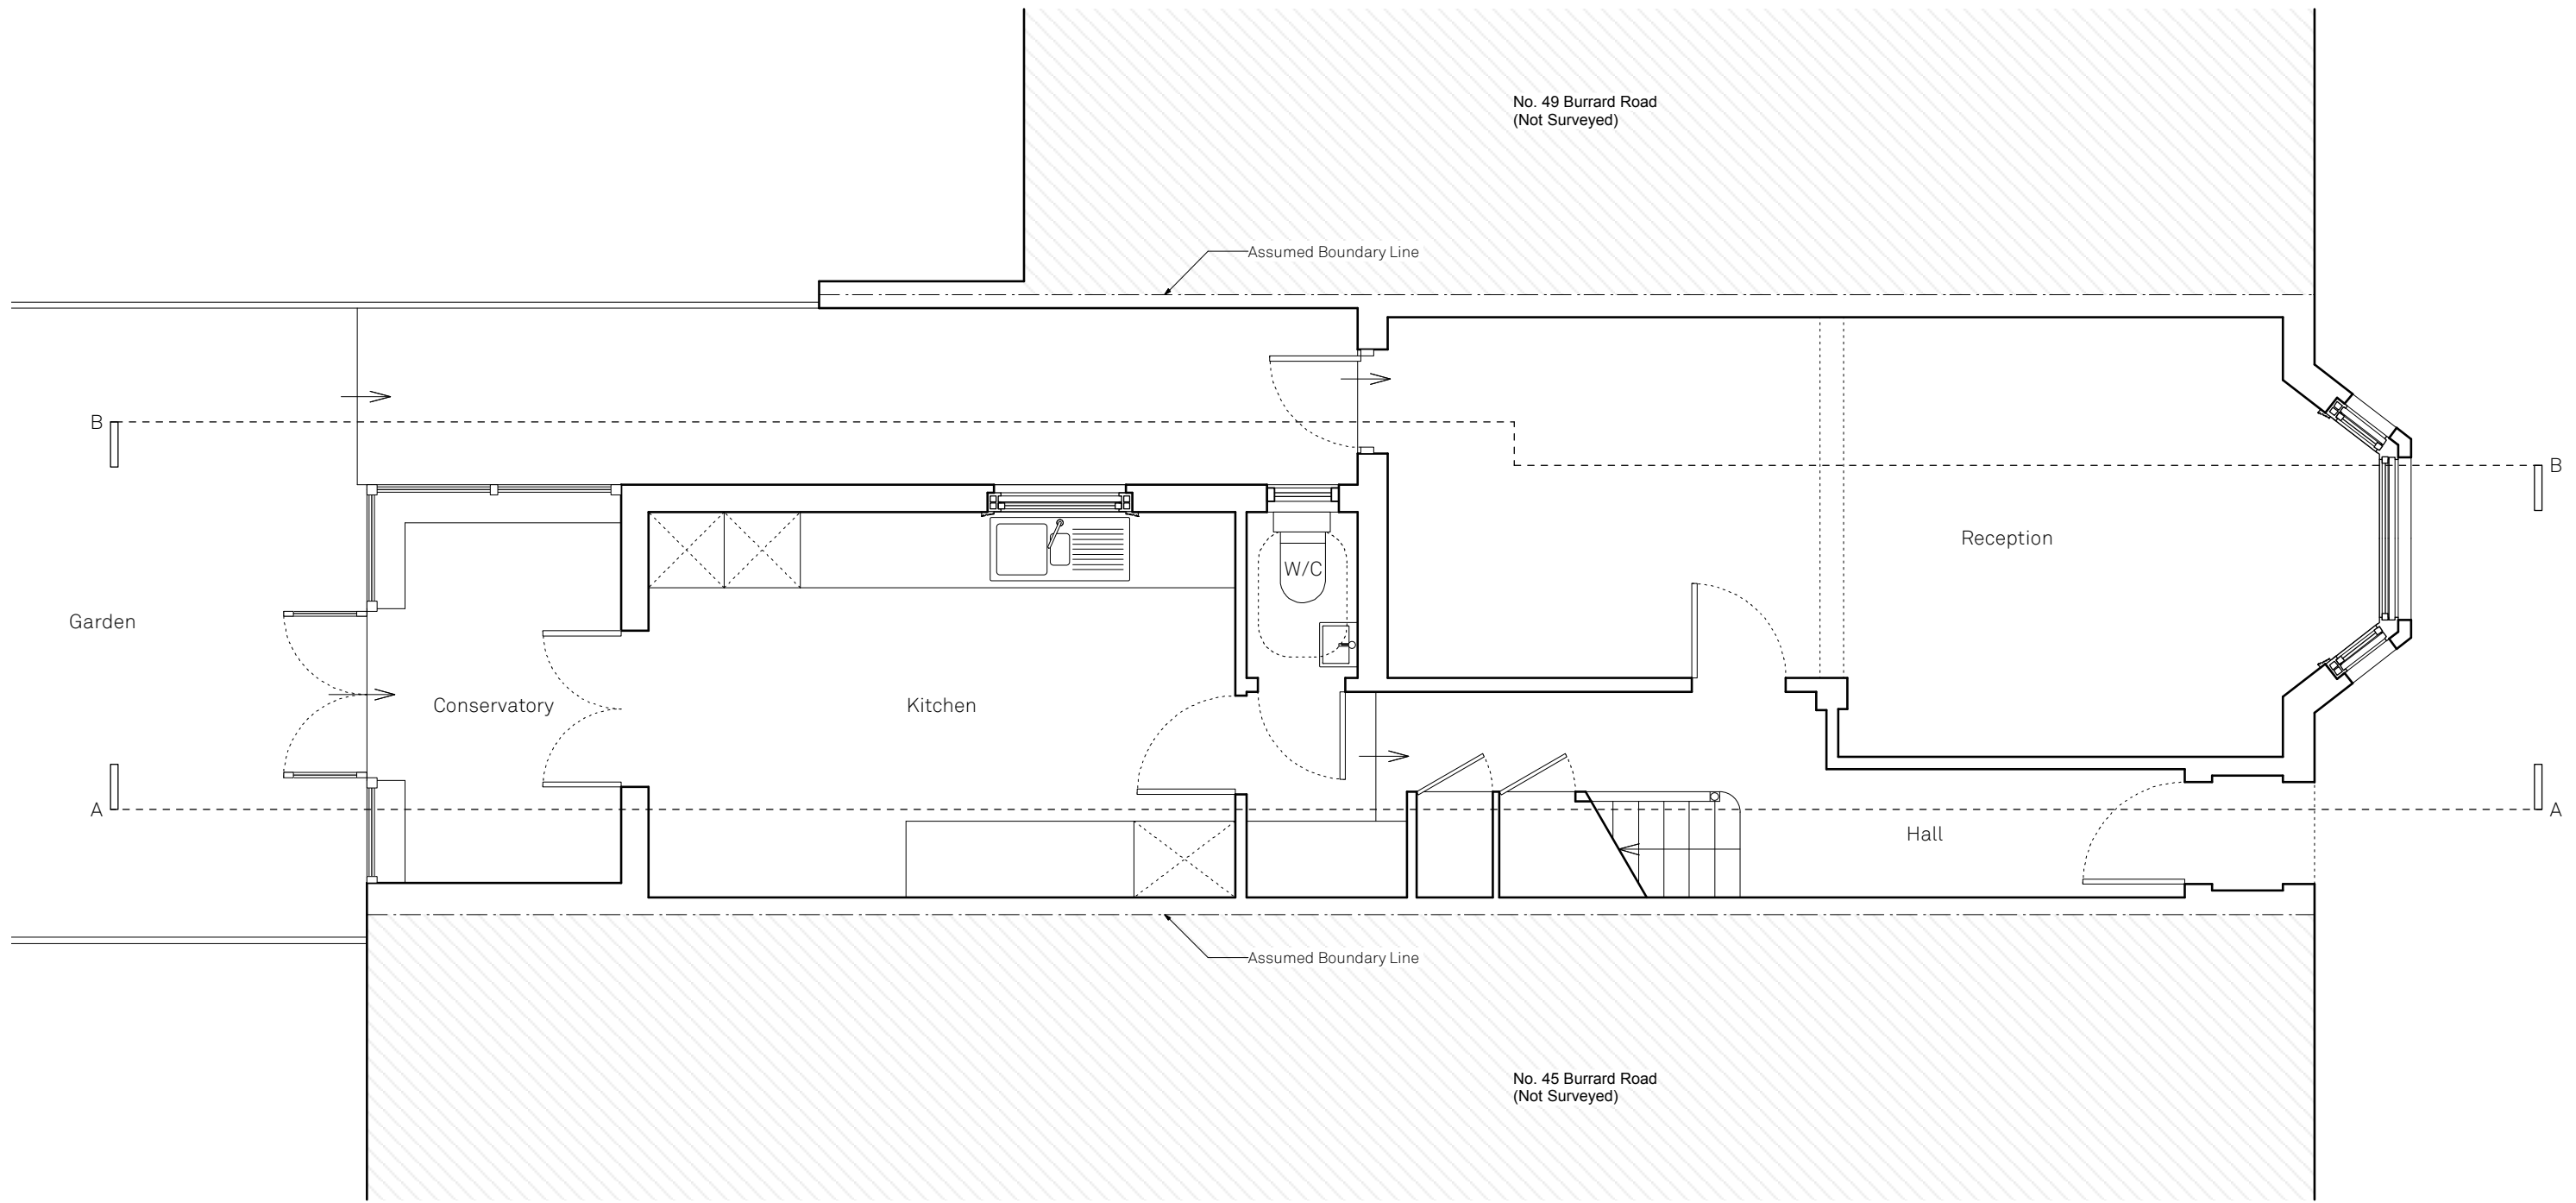 No. 49 Burrard Road
(Not Surveyed)
Assumed Boundary Line
B
B
Reception
W/C
Garden
Conservatory
Kitchen
A
A
Hall
Assumed Boundary Line
No. 45 Burrard Road
(Not Surveyed)